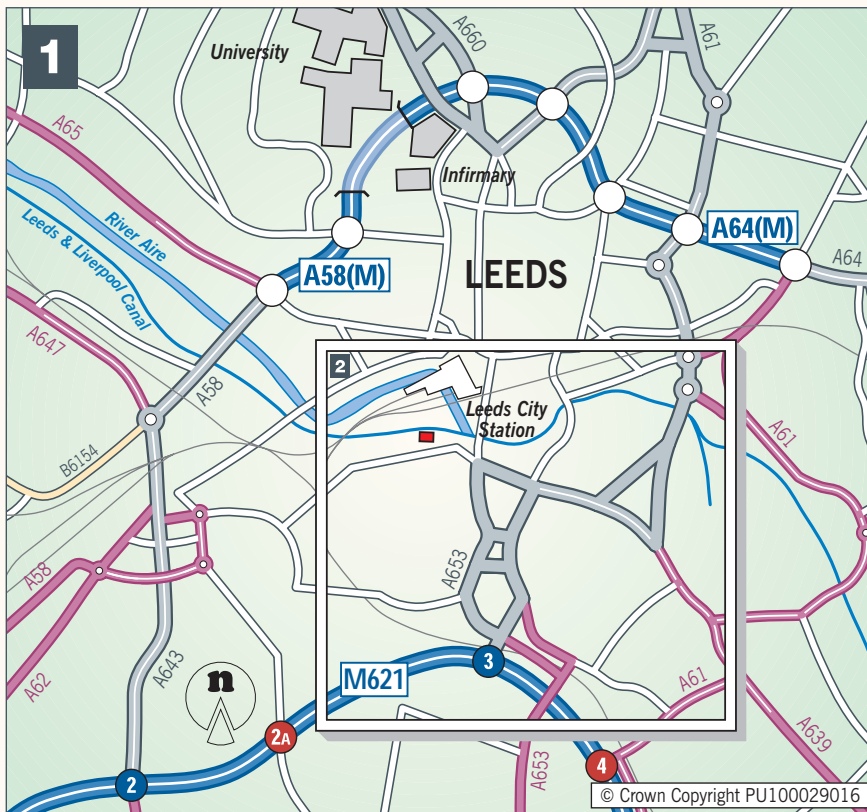 1
University
A660
A61
A65
Infirmary
River Aire
Leeds & Liverpool Canal
A58(M)
A64(M)
A64
LEEDS
A647
A58
2
Leeds City
Station
A61
B6154
A653
A58
A62
A643
n
M621
3
A61
2A
2
A653
4
A639
© Crown Copyright PU100029016